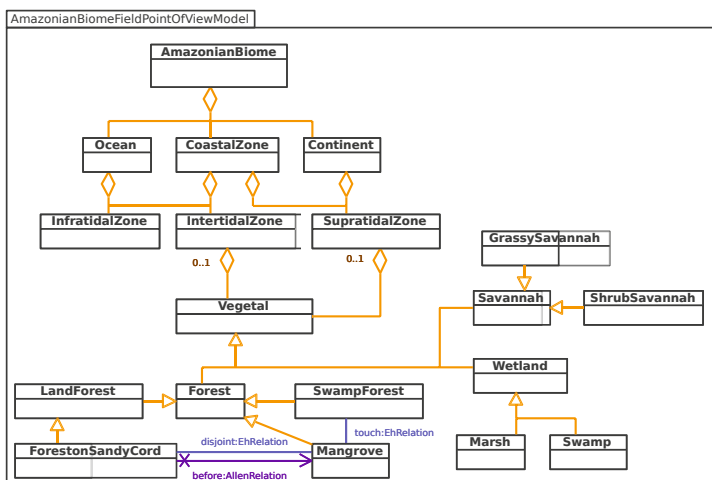 AmazonianBiomeFieldPointOfViewModel
AmazonianBiome
Ocean
CoastalZone
Continent
InfratidalZone
IntertidalZone
SupratidalZone
GrassySavannah
0..1
0..1
Vegetal
Savannah
ShrubSavannah
Wetland
LandForest
Forest
SwampForest
disjoint:EhRelation
touch:EhRelation
ForestonSandyCord
Mangrove
Marsh
Swamp
before:AllenRelation